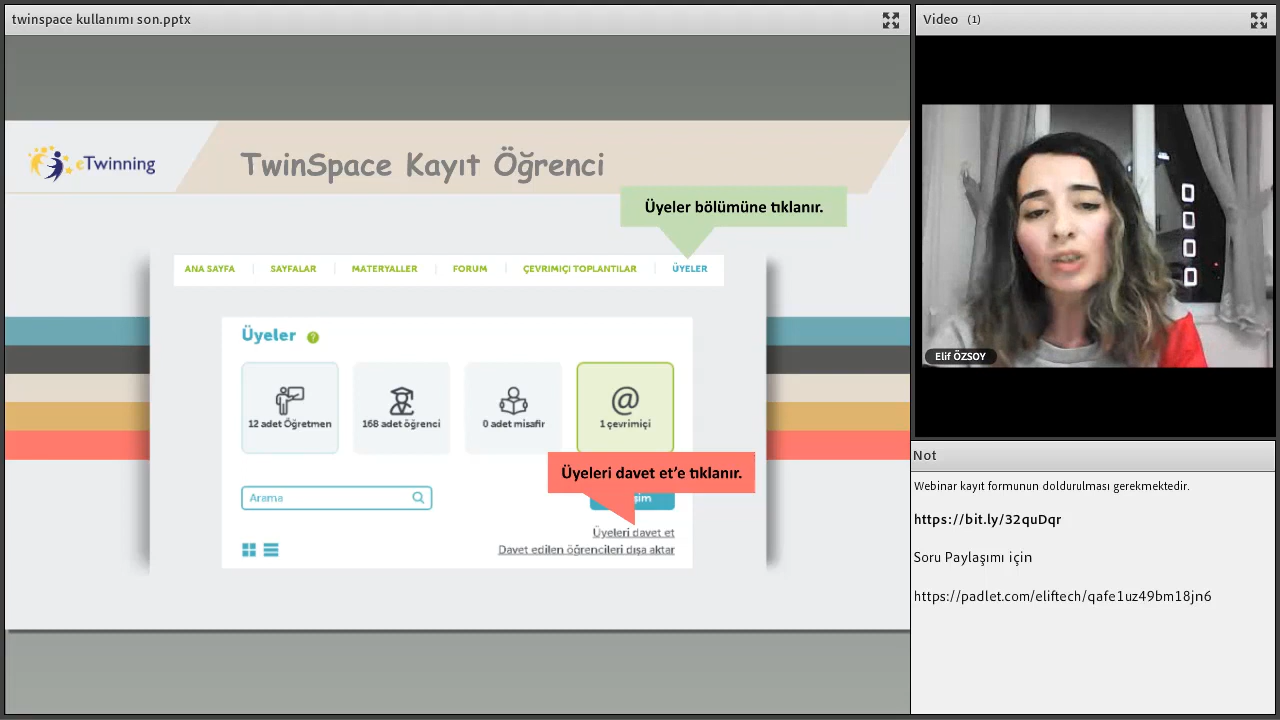 twinspace kullanımı son.pptx
eTwinning
TwinSpace Kayıt Öğrenci
Üyeler bölümüne tıklanır.
ANA SAYFA
SAYFALAR
MATERYALLER
FORUM
ÇEVRİMİÇİ TOPLANTILAR
ÜYELER
Üyeler ?
12 adet Öğretmen
168 adet öğrenci
0 adet misafir
@
1 çevrimiçi
Üyeleri davet et’e tıklanır.
Arama
Üyeleri davet et
Davet edilen öğrencileri dışa aktar
Video (1)
Elif ÖZSOY
Not
Webinar kayıt formunun doldurulması gerekmektedir.
https://bit.ly/32quDqr
Soru Paylaşımı için
https://padlet.com/eliftech/qafe1uz49bm18jn6